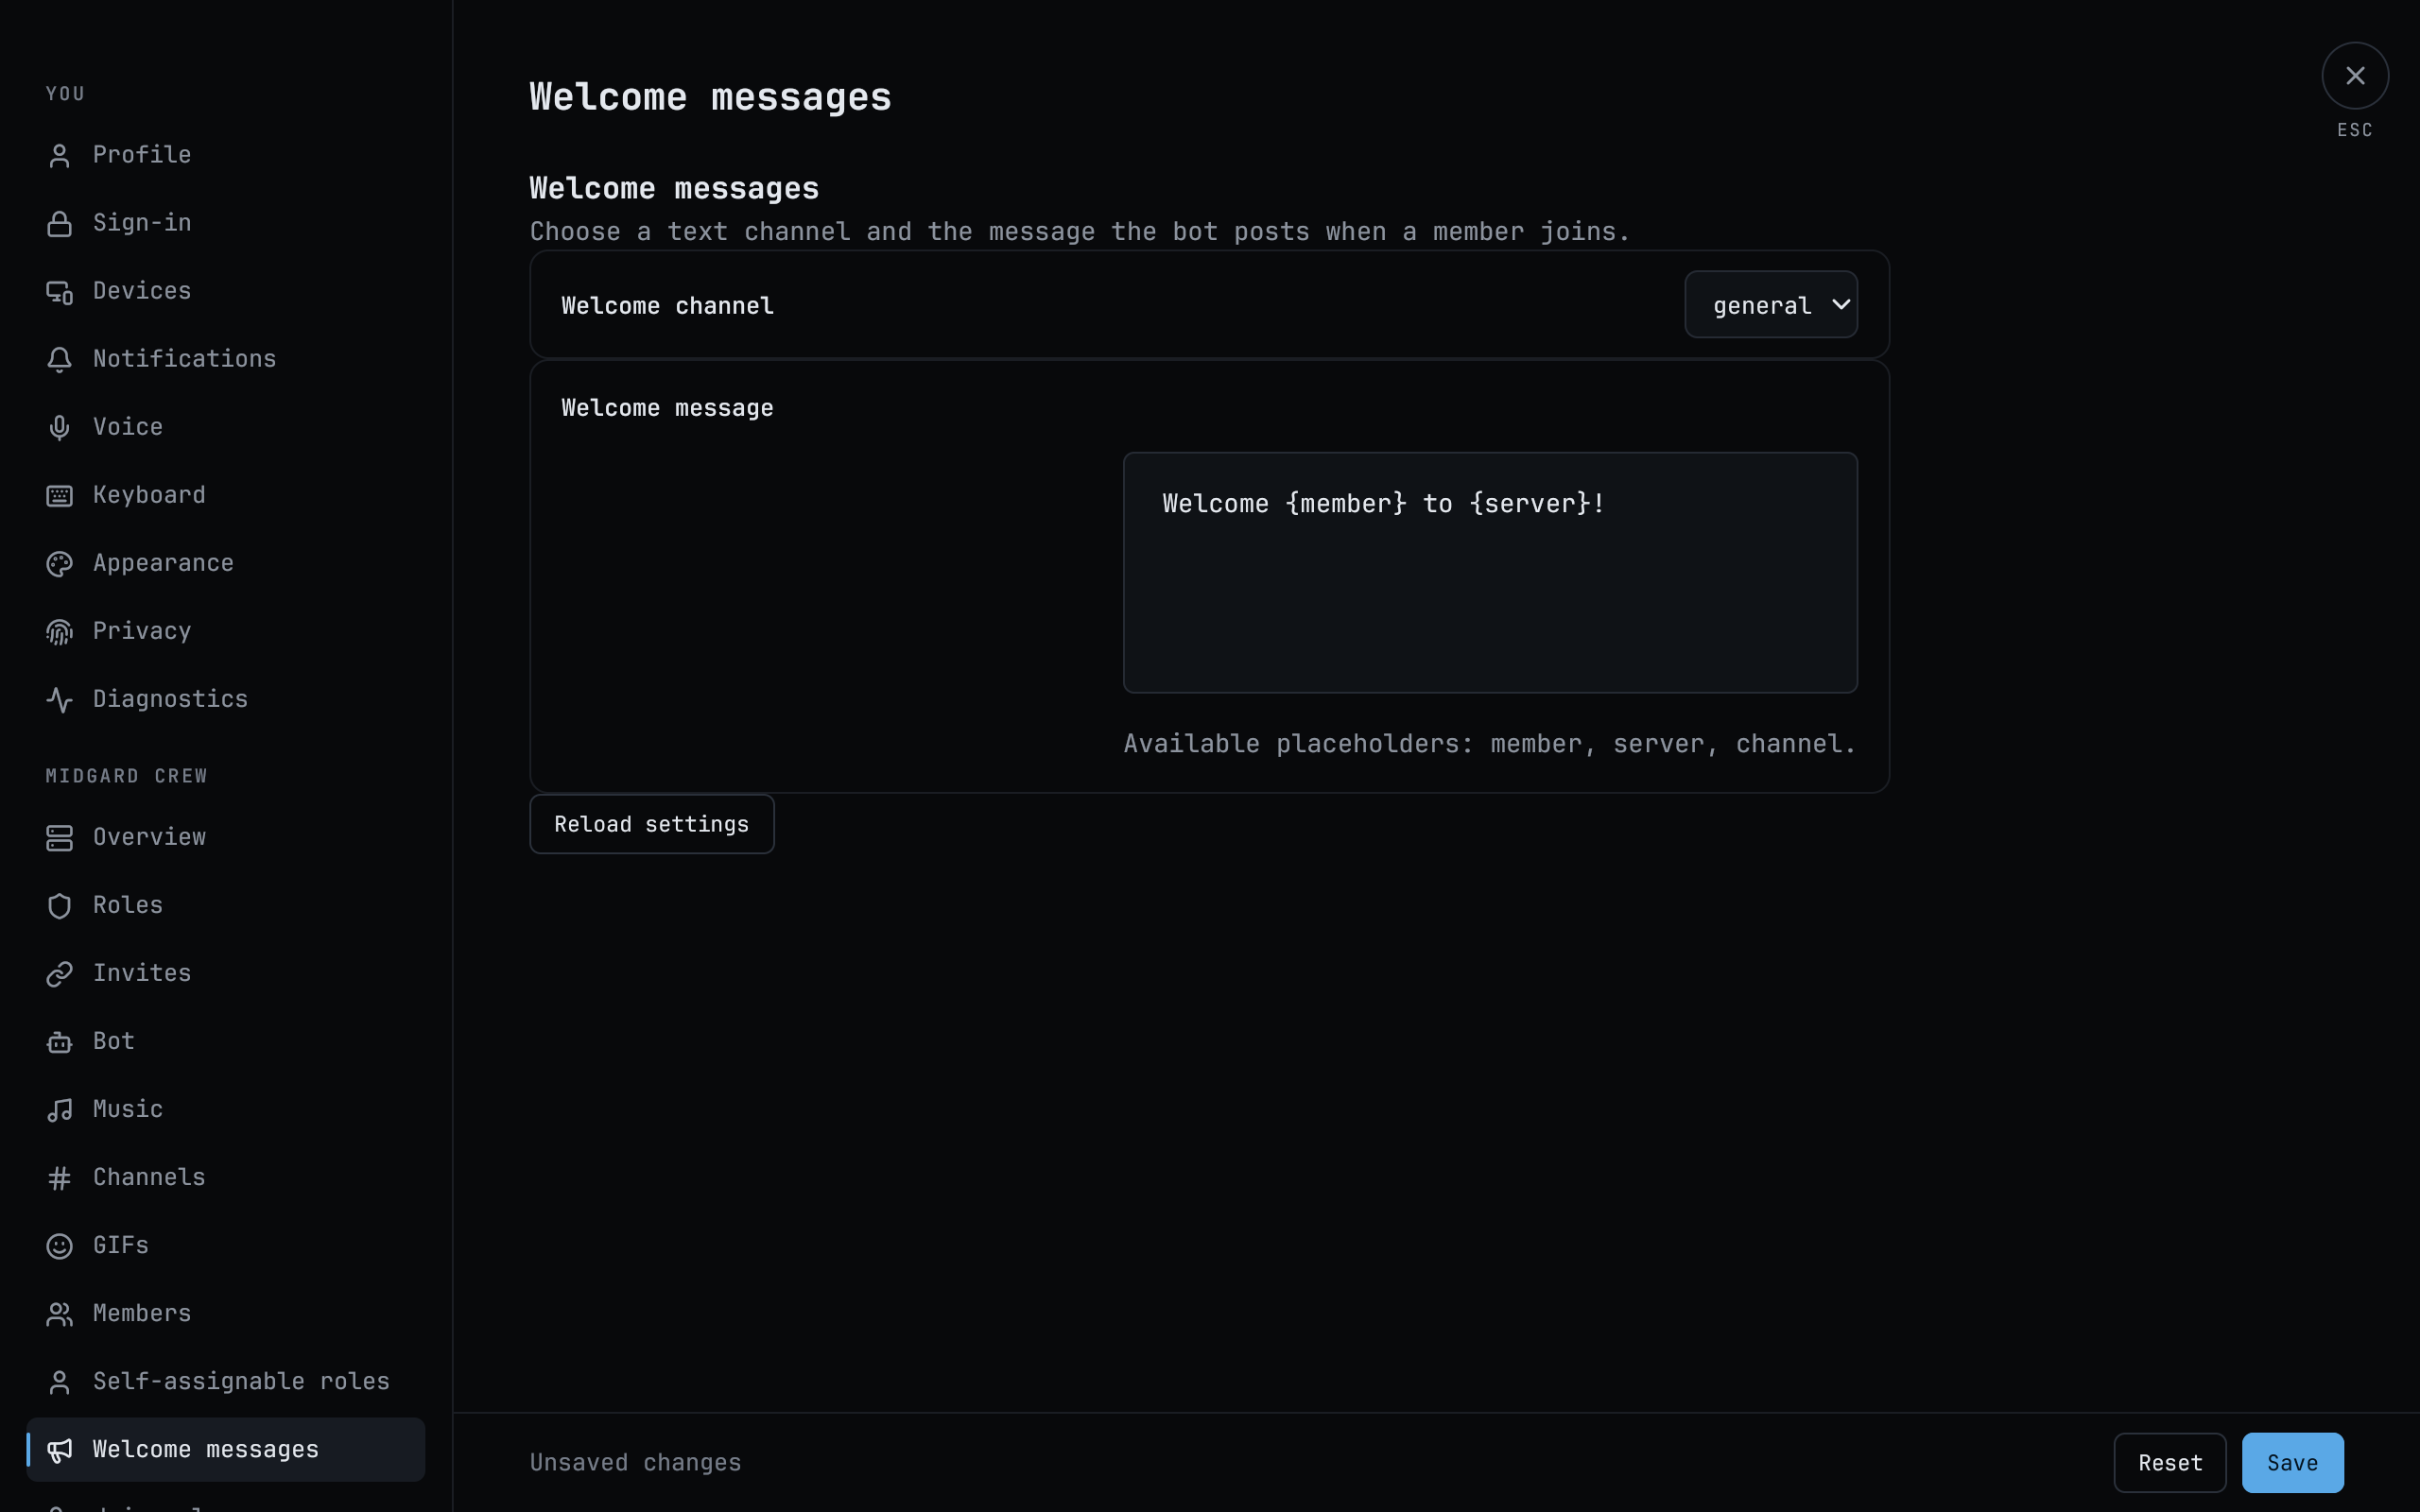 YOU
Profile
Sign-in
Devices
Notifications
Voice
Keyboard
Appearance
Privacy
Diagnostics
MIDGARD CREW
Overview
Roles
Invites
Bot
Music
Channels
GIFs
Members
Self-assignable roles
Welcome messages
Welcome messages
ESC
Welcome messages
Choose a text channel and the message the bot posts when a member joins.
Welcome channel
general
Welcome message
Welcome {member} to {server}!
Available placeholders: member, server, channel.
Reload settings
Unsaved changes
Reset
Save